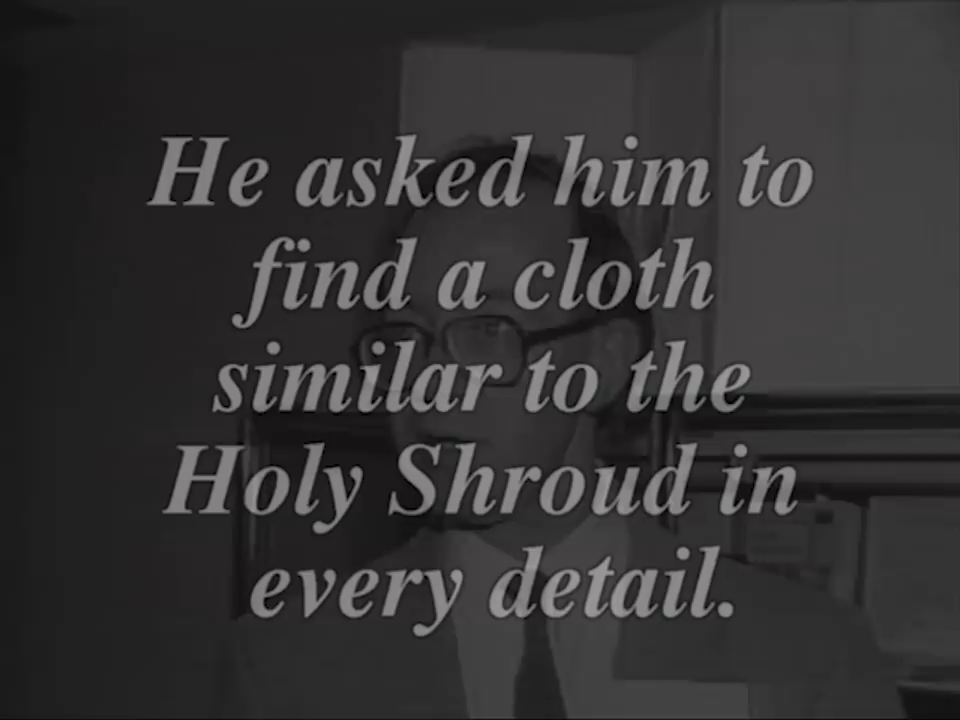 He asked him to
find a cloth
similar to the
Holy Shroud in
every detail.